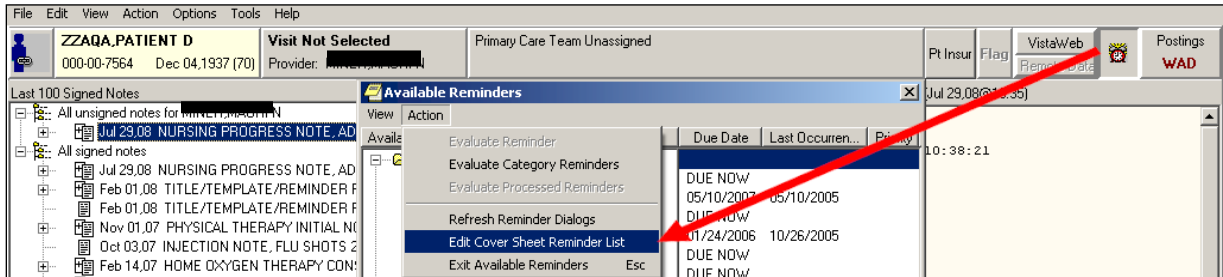 File Edit View Action Options Tools Help
ZZAQA,PATIENT D
000-00-7564 Dec 04,1937 (70)
Visit Not Selected
Provider:
Primary Care Team Unassigned
Pt Insur
Flag
VistaWeb
Remote Data
Postings
WAD
Last 100 Signed Notes
All unsigned notes for
Jul 29,08 NURSING PROGRESS NOTE, AD
All signed notes
Jul 29,08 NURSING PROGRESS NOTE, AD
Feb 01,08 TITLE/TEMPLATE/REMINDER F
Feb 01,08 TITLE/TEMPLATE/REMINDER F
Nov 01,07 PHYSICAL THERAPY INITIAL NO
Oct 03,07 INJECTION NOTE, FLU SHOTS 2
Feb 14,07 HOME OXYGEN THERAPY CONS
Available Reminders
View Action
Availa
Due Date Last Occurren... Priority
Evaluate Reminder
Evaluate Category Reminders
Evaluate Processed Reminders
Refresh Reminder Dialogs
Edit Cover Sheet Reminder List
Exit Available Reminders Esc
DUE NOW
05/10/2007 05/10/2005
DUE NOW
01/24/2006 10/26/2005
DUE NOW
DUE NOW
(Jul 29,08@10:35)
10:38:21